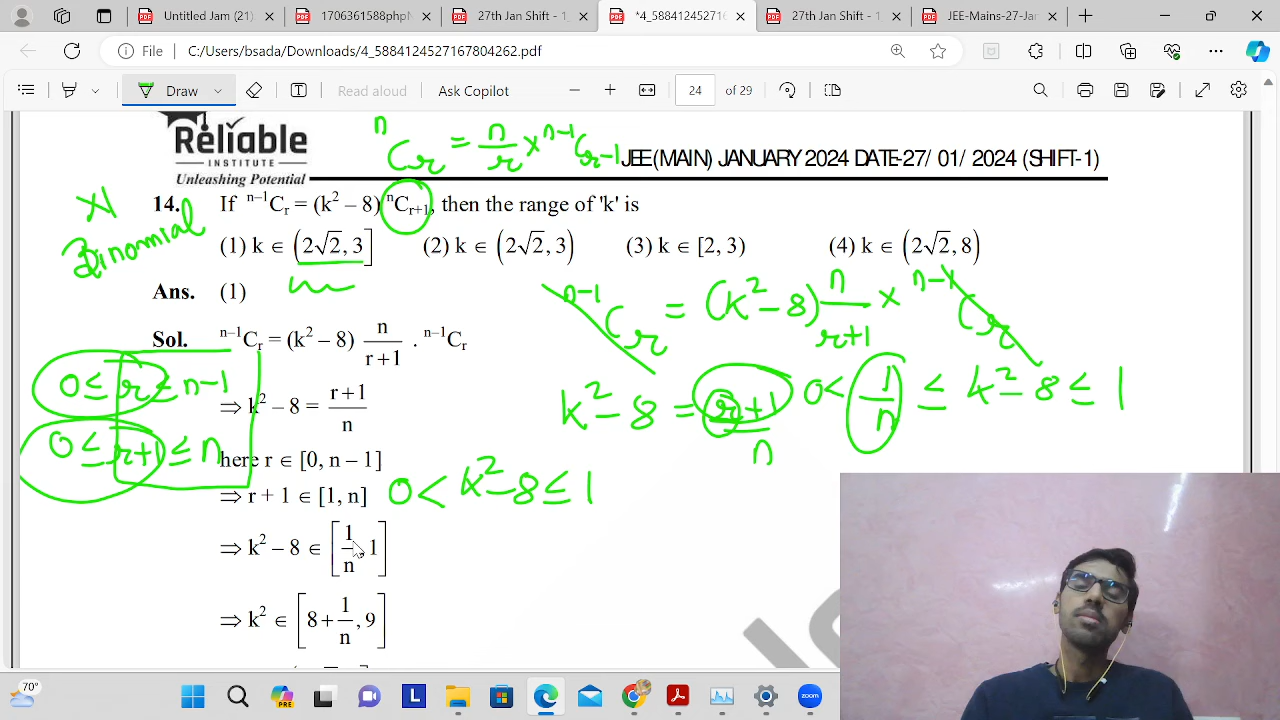 Untitled Jam (21)
1706361588phpN
27th Jan Shift - 1_
*4_588412452716
27th Jan Shift - 1
JEE-Mains-27-Jan
File
C:/Users/bsada/Downloads/4_5884124527167804262.pdf
Draw
Read aloud
Ask Copilot
24 of 29
Reliable
INSTITUTE
Unleashing Potential
ⁿCᵣ = n/r × ⁿ⁻¹Cᵣ₋₁
JEE (MAIN) JANUARY 2024 DATE-27/ 01 / 2024 (SHIFT-1)
XI
Binomial
14. If ⁿ⁻¹Cᵣ = (k² – 8) ⁿCᵣ₊₁, then the range of 'k' is
(1) k ∈ (2√2, 3] (2) k ∈ (2√2, 3) (3) k ∈ [2, 3) (4) k ∈ (2√2, 8)
Ans. (1)
ⁿ⁻¹Cᵣ = (k² – 8) n/r+1 × ⁿ⁻¹Cᵣ
Sol. ⁿ⁻¹Cᵣ = (k² – 8) n/r+1 . ⁿ⁻¹Cᵣ
0 ≤ r ≤ n-1
⇒ k² – 8 = r+1/n
k² – 8 = r+1/n
0 < 1/n ≤ k² – 8 ≤ 1
0 ≤ r+1 ≤ n
here r ∈ [0, n – 1]
⇒ r + 1 ∈ [1, n]
0 < k² – 8 ≤ 1
⇒ k² – 8 ∈ [1/n, 1]
⇒ k² ∈ [8 + 1/n, 9]
70°
PRE
zoom